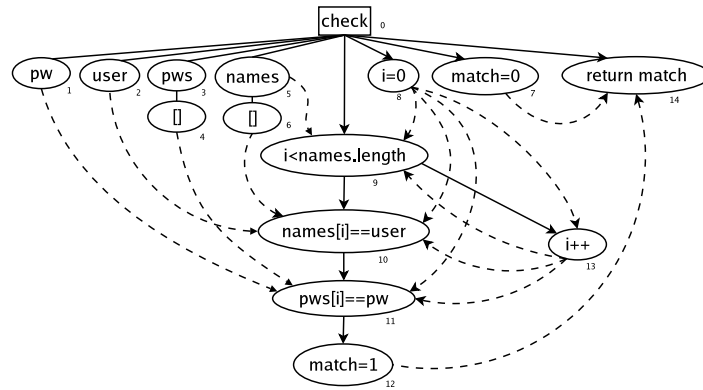 check
0
pw
1
user
2
pws
3
names
5
i=0
8
match=0
7
return match
14
[]
4
[]
6
i<names.length
9
names[i]==user
10
i++
13
pws[i]==pw
11
match=1
12